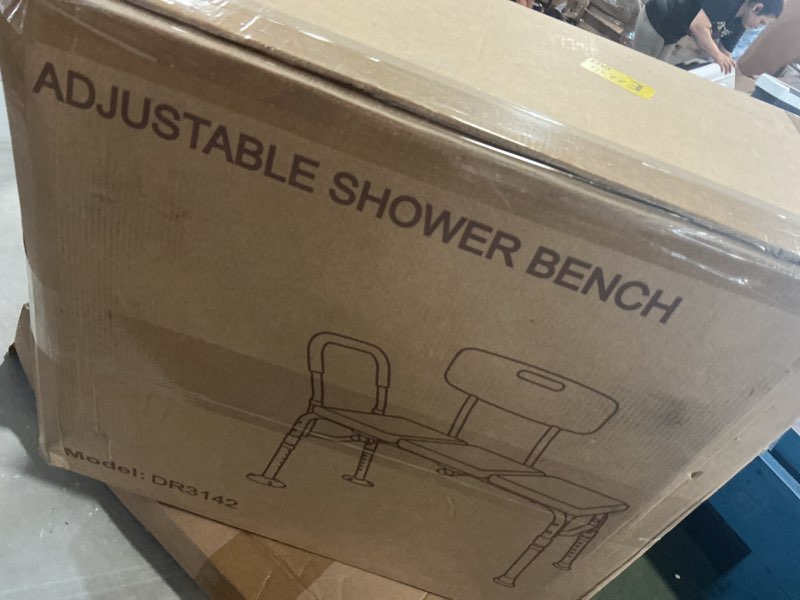 ADJUSTABLE SHOWER BENCH
Model: DR3142